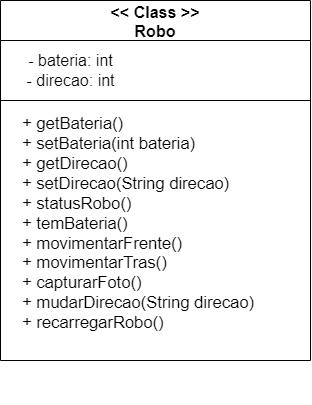 << Class >>
Robo
- bateria: int
- direcao: int
+ getBateria()
+ setBateria(int bateria)
+ getDirecao()
+ setDirecao(String direcao)
+ statusRobo()
+ temBateria()
+ movimentarFrente()
+ movimentarTras()
+ capturarFoto()
+ mudarDirecao(String direcao)
+ recarregarRobo()